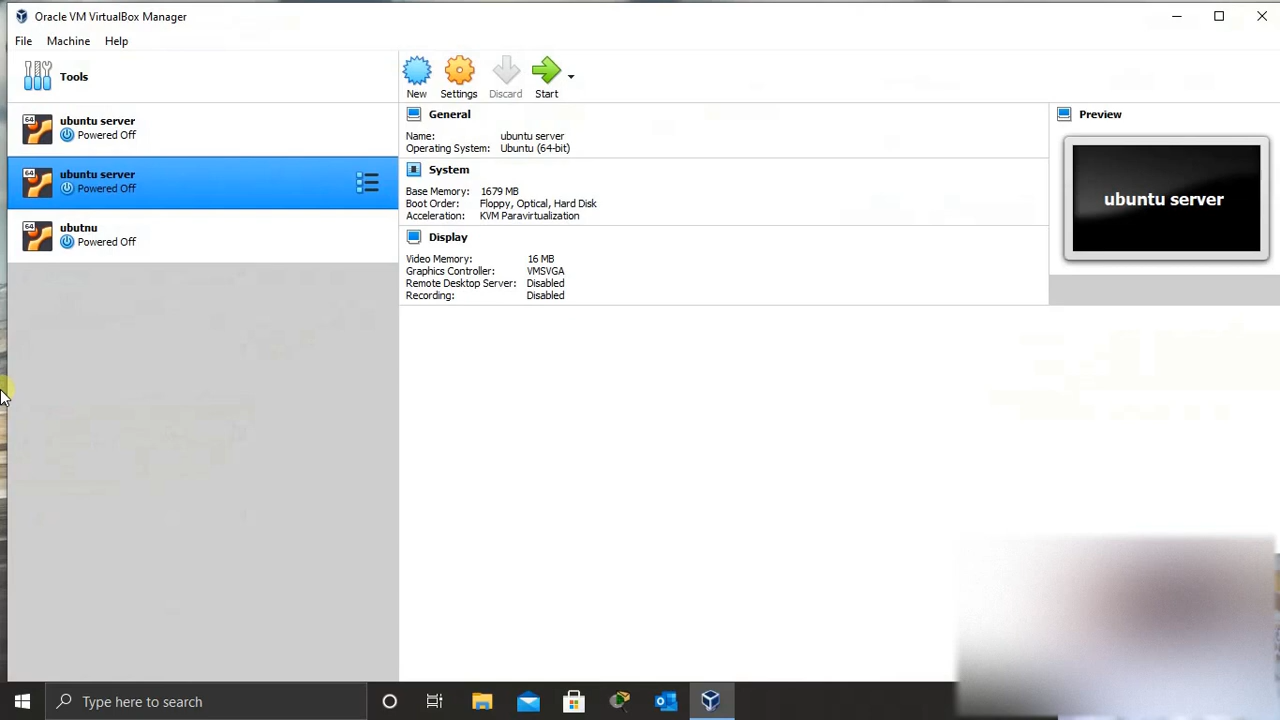 Oracle VM VirtualBox Manager
File Machine Help
Tools
New Settings Discard Start
64 ubuntu server
Powered Off
64 ubuntu server
Powered Off
64 ubutnu
Powered Off
General
Name: ubuntu server
Operating System: Ubuntu (64-bit)
System
Base Memory: 1679 MB
Boot Order: Floppy, Optical, Hard Disk
Acceleration: KVM Paravirtualization
Display
Video Memory: 16 MB
Graphics Controller: VMSVGA
Remote Desktop Server: Disabled
Recording: Disabled
Preview
ubuntu server
Type here to search